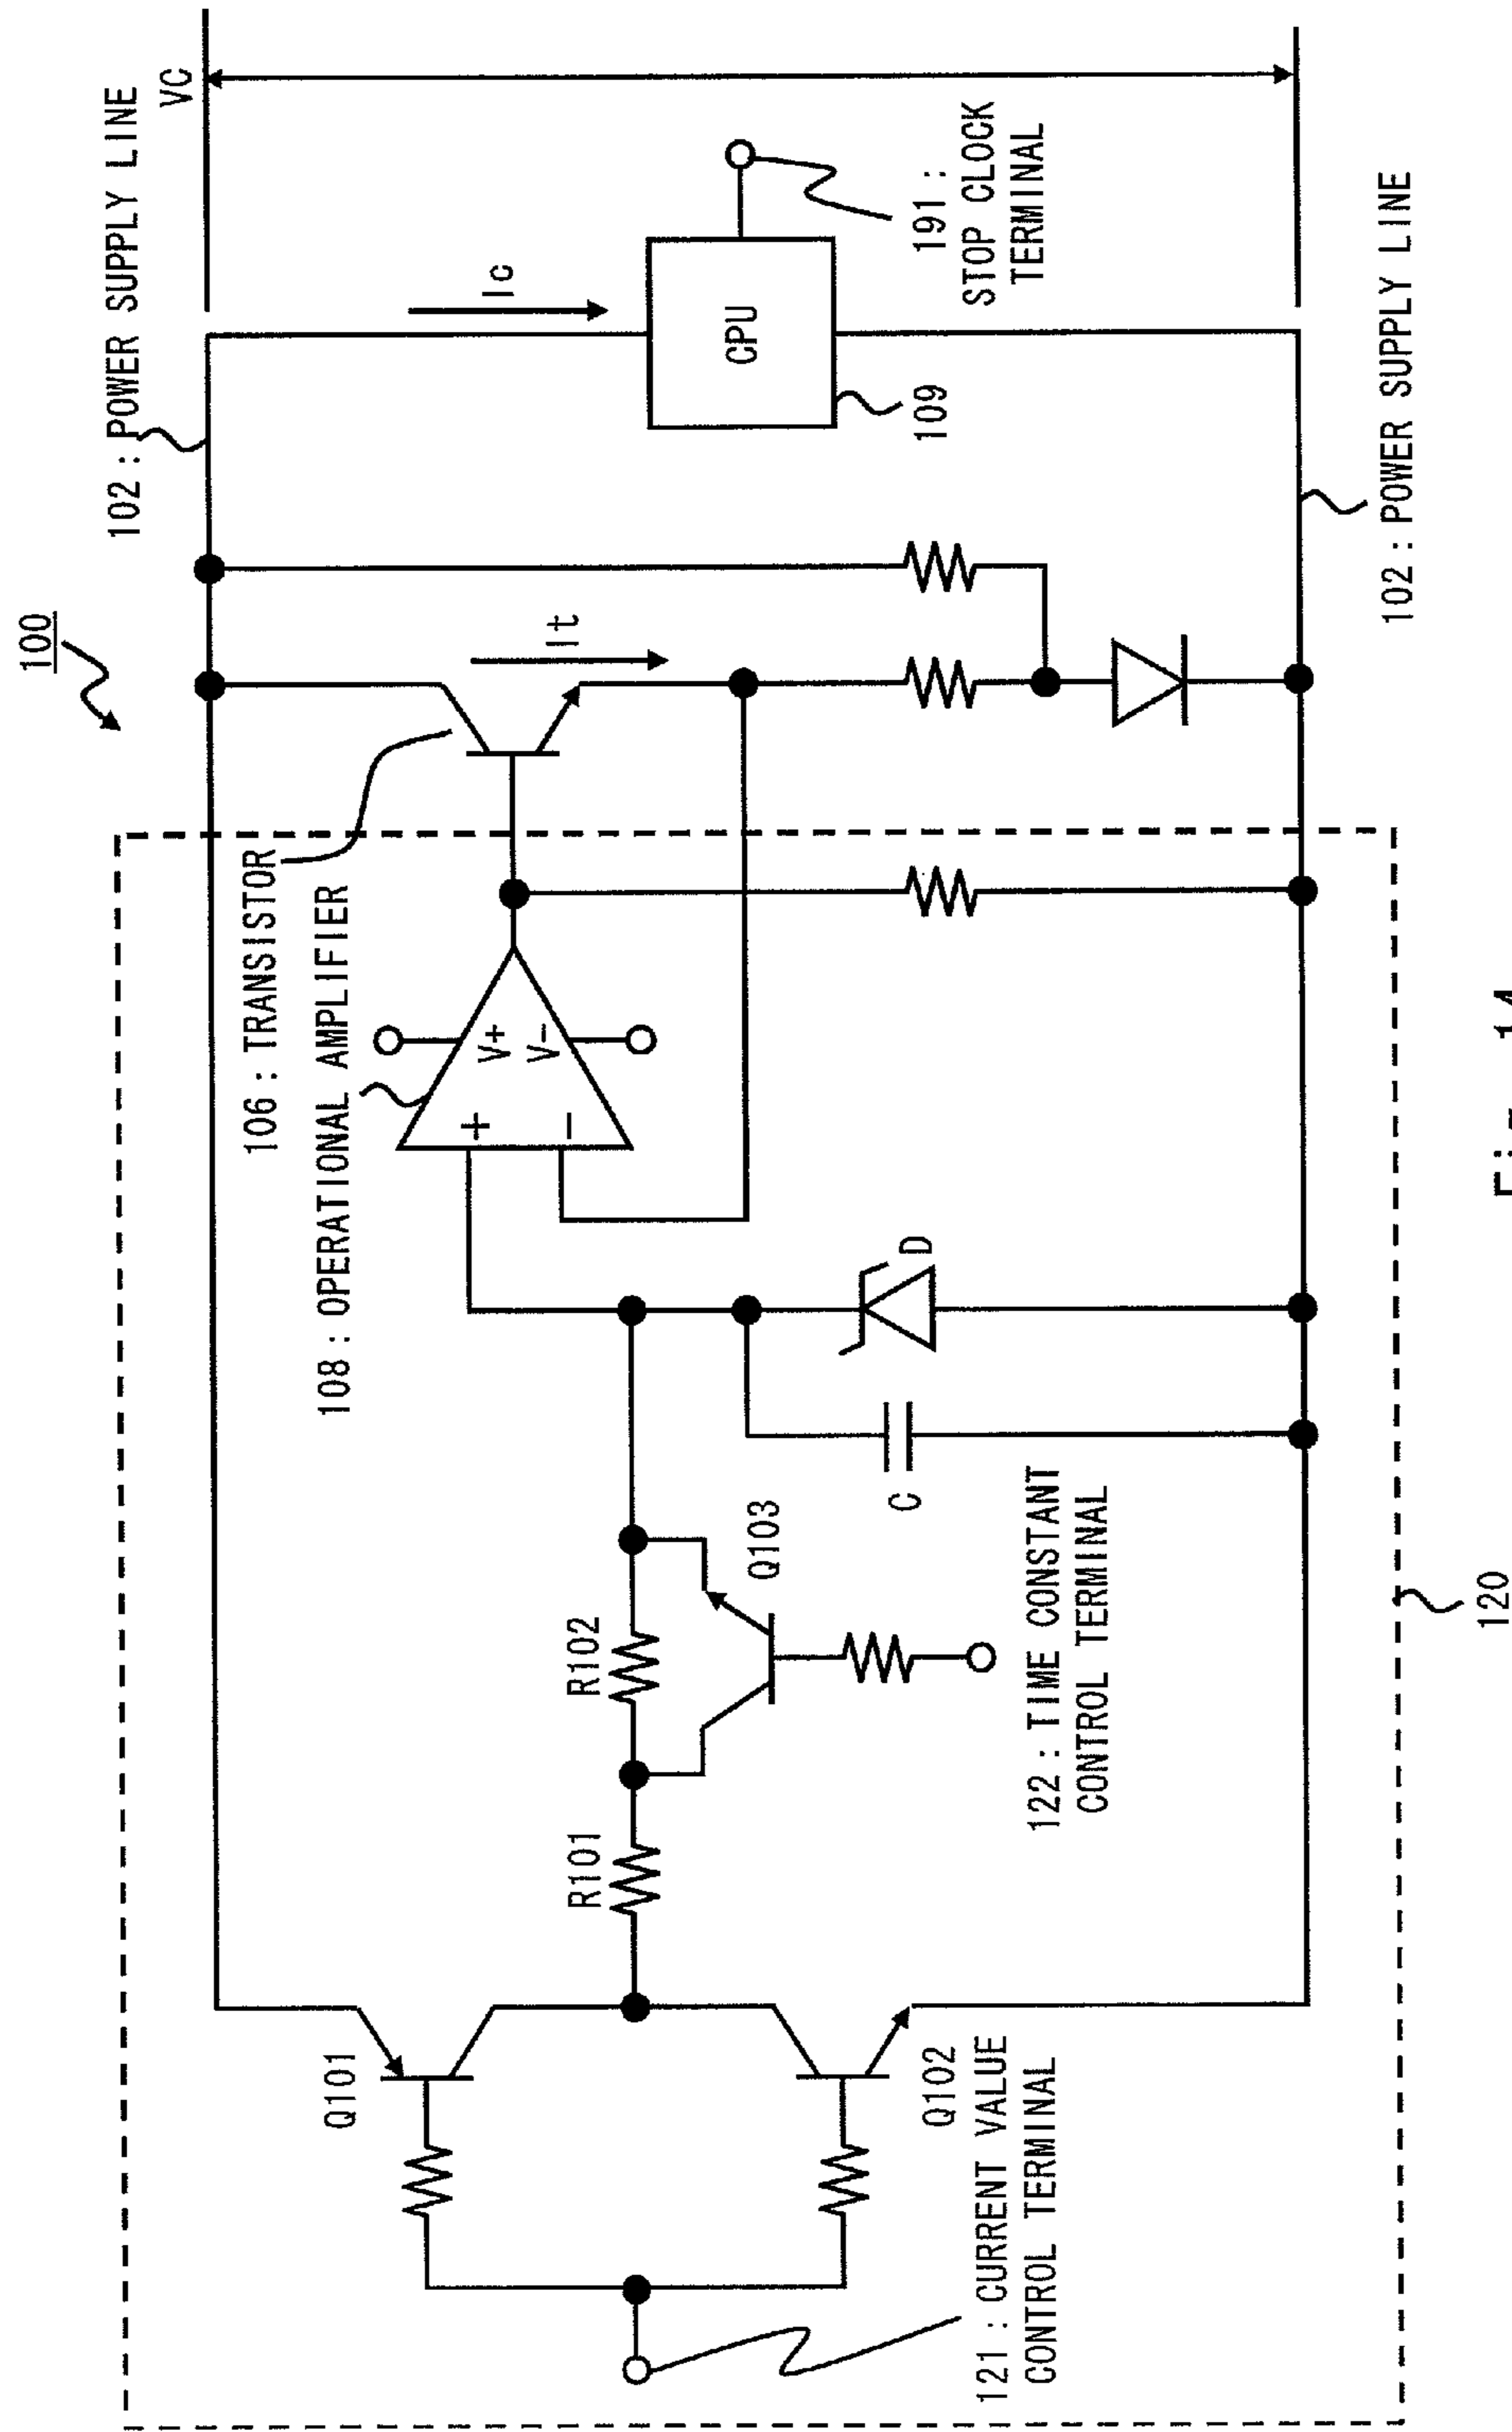 100
VC
102 : POWER SUPPLY LINE
106 : TRANSISTOR
108 : OPERATIONAL AMPLIFIER
It
Ic
V+
V-
+
−
CPU
109
191 :
STOP CLOCK
TERMINAL
Q101
R101
R102
Q103
C
D
122 : TIME CONSTANT
CONTROL TERMINAL
Q102
121 : CURRENT VALUE
CONTROL TERMINAL
102 : POWER SUPPLY LINE
120